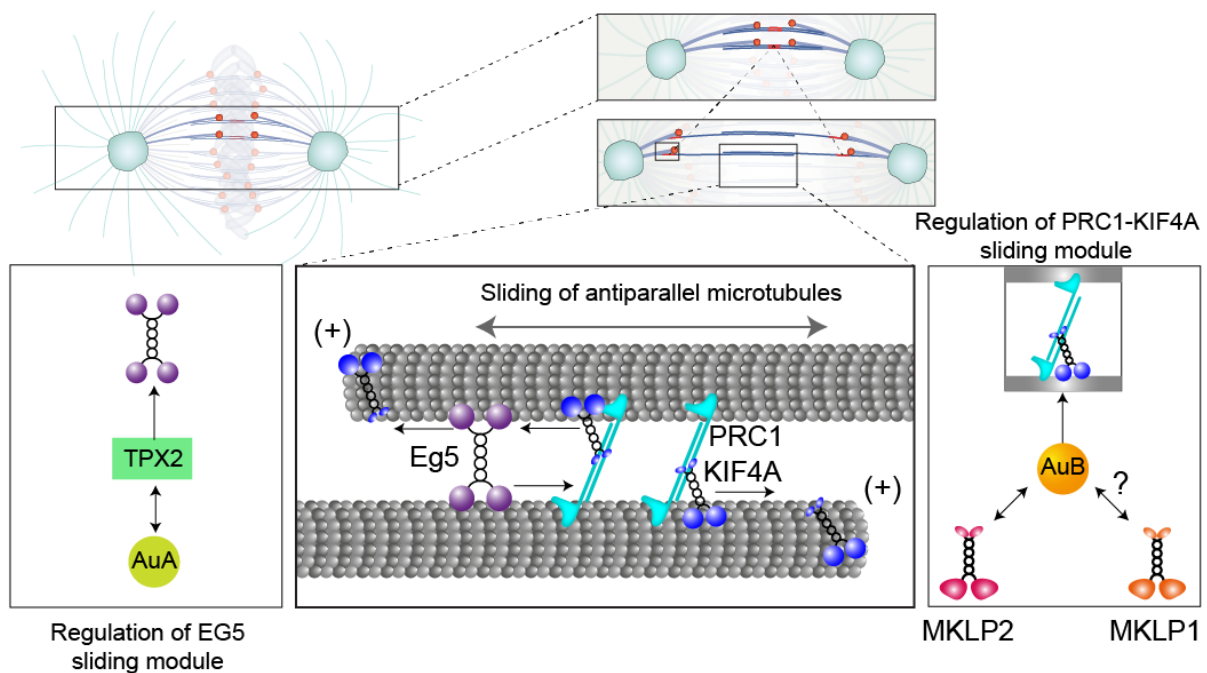 Regulation of PRC1-KIF4A
sliding module
Sliding of antiparallel microtubules
(+)
Eg5
PRC1
KIF4A
(+)
TPX2
AuA
AuB
?
MKLP2
MKLP1
Regulation of EG5
sliding module